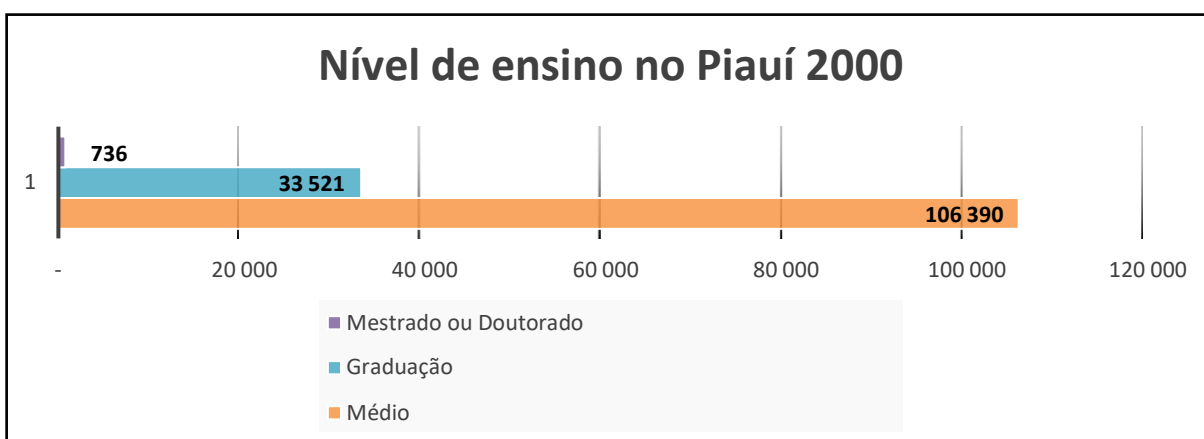 Nível de ensino no Piauí 2000
736
1
33 521
106 390
- 20 000 40 000 60 000 80 000 100 000 120 000
Mestrado ou Doutorado
Graduação
Médio